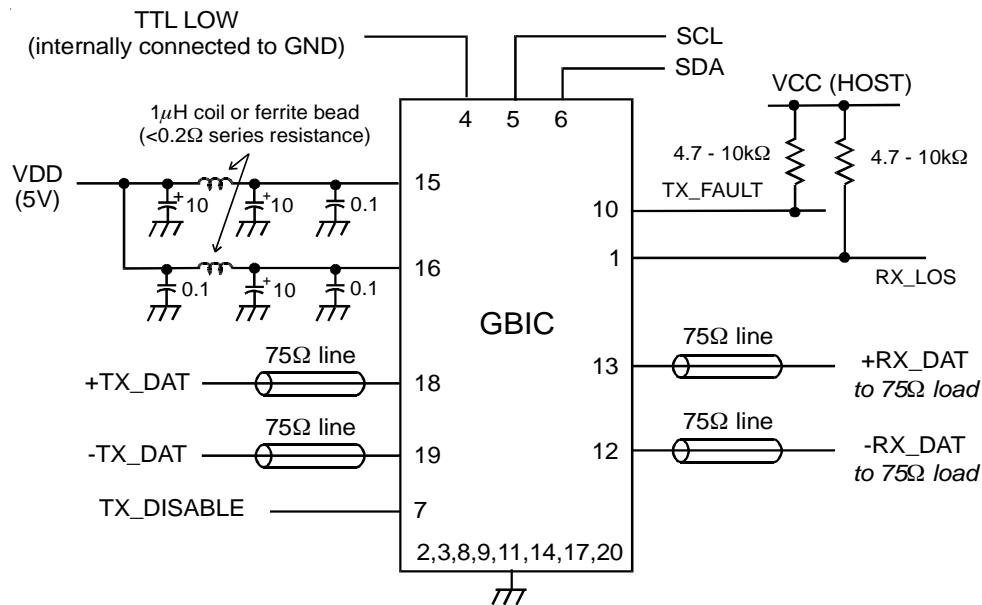 TTL LOW
(internally connected to GND)
SCL
SDA
VCC (HOST)
4 5 6
1μH coil or ferrite bead
(<0.2Ω series resistance)
4.7 - 10kΩ
4.7 - 10kΩ
VDD
(5V)
+10
+10
0.1
15
TX_FAULT
10
16
1
RX_LOS
0.1
+10
0.1
GBIC
75Ω line
+TX_DAT
18
75Ω line
13
+RX_DAT
to 75Ω load
75Ω line
-TX_DAT
19
75Ω line
12
-RX_DAT
to 75Ω load
TX_DISABLE
7
2,3,8,9,11,14,17,20